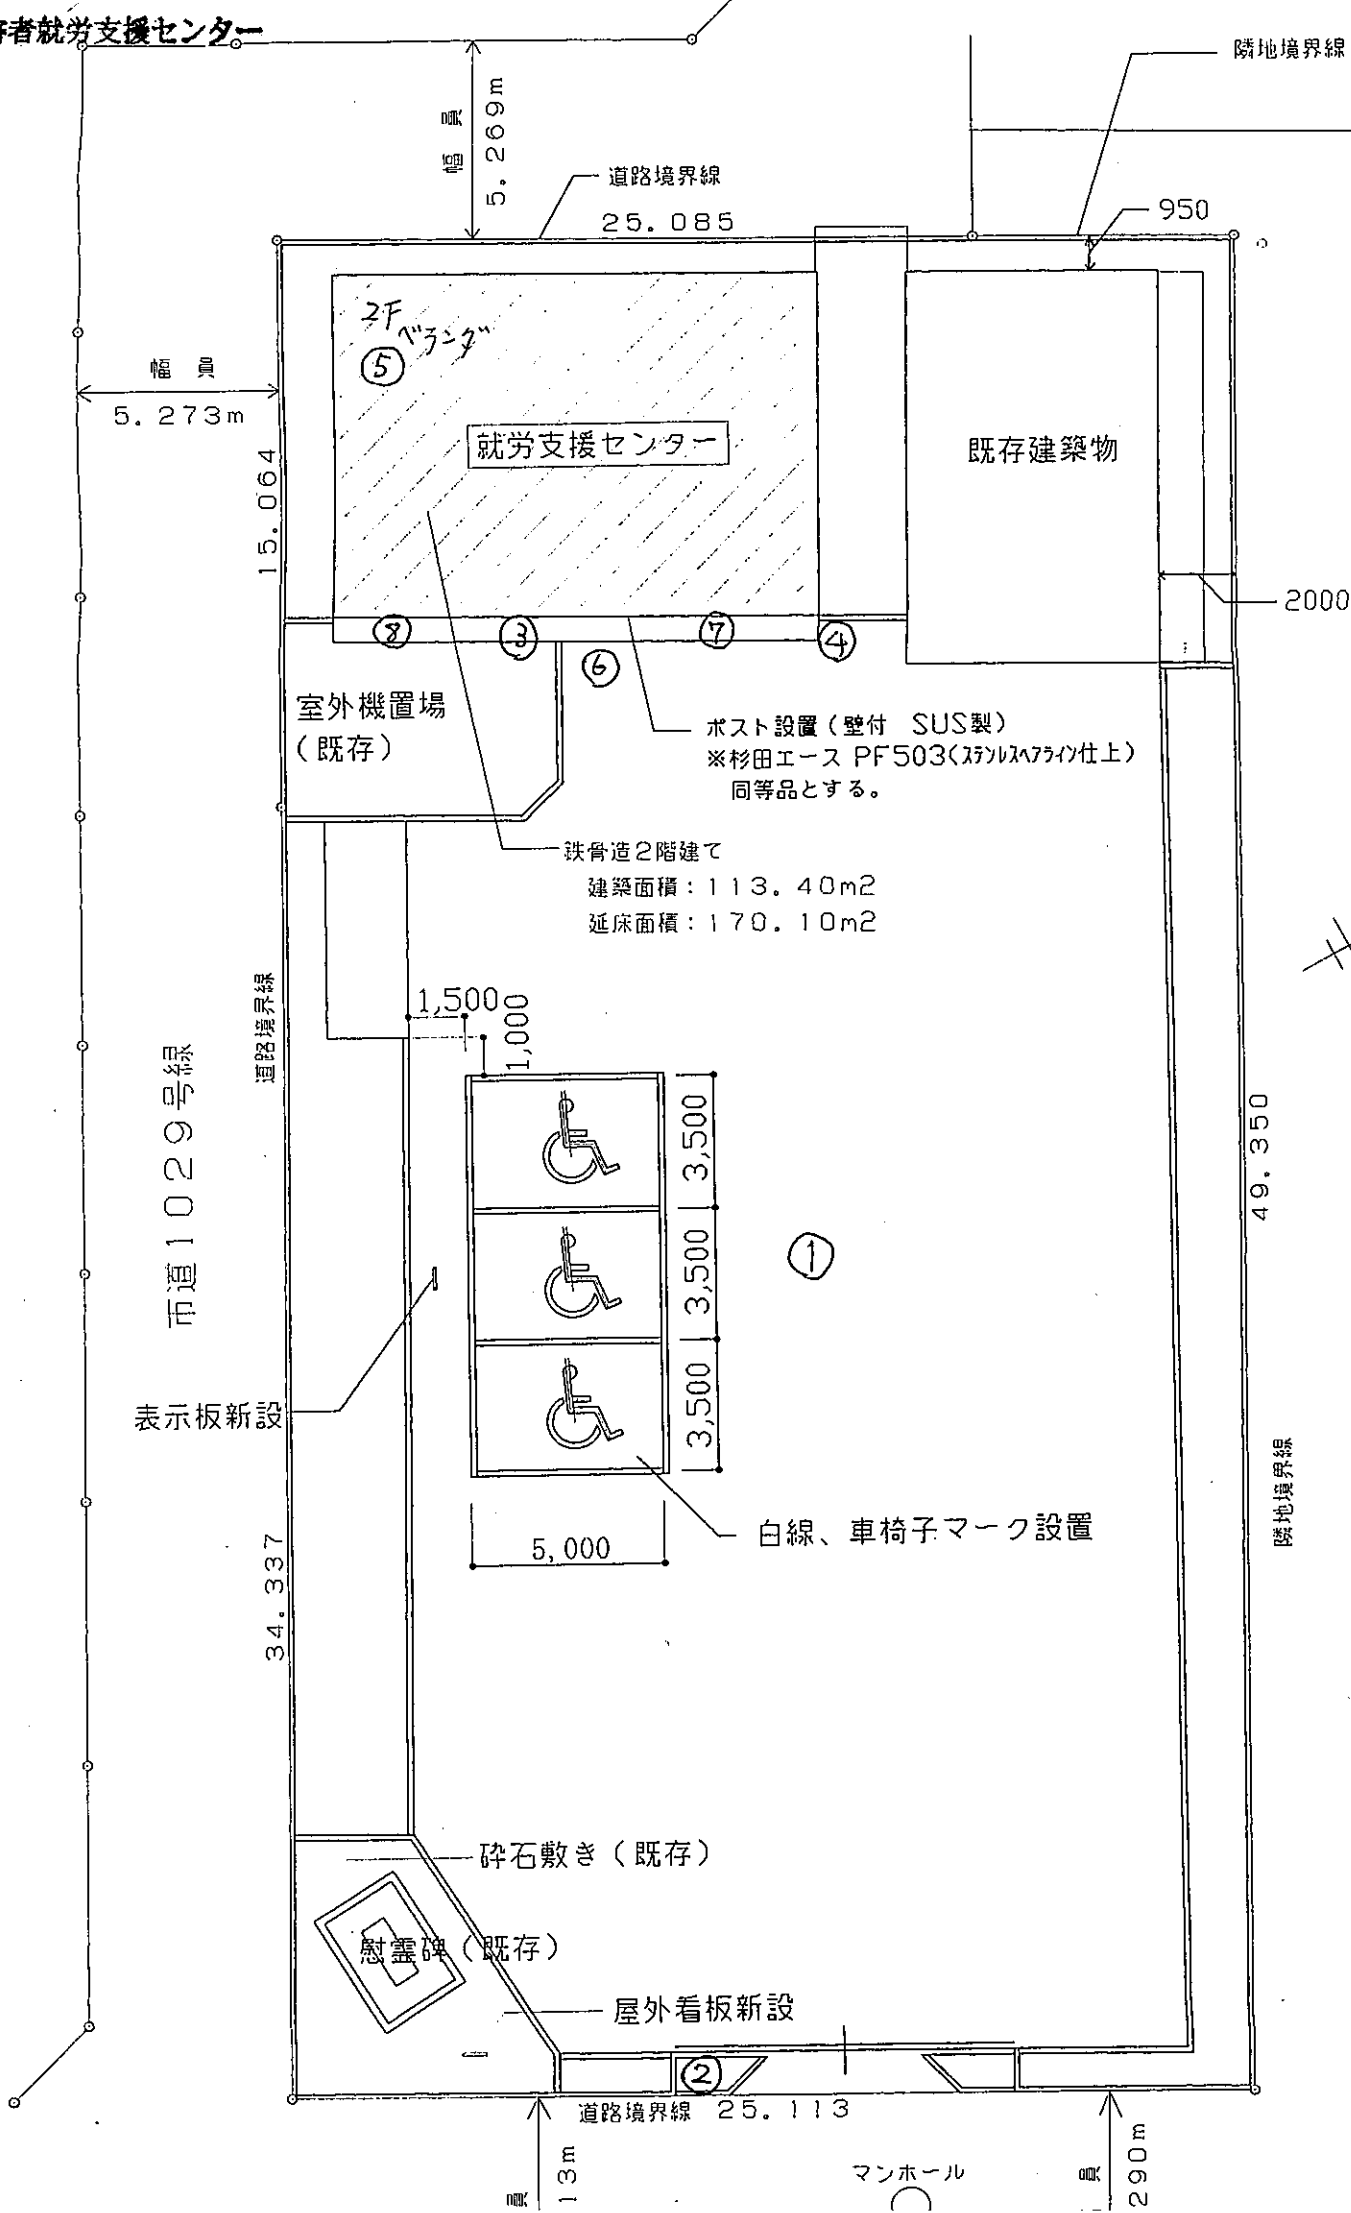 者就労支援センター
隣地境界線
幅 員
5.269m
道路境界線
25.085
950
2F
ベランダ
⑤
幅 員
5.273m
就労支援センター
既存建築物
15.064
2000
⑧
③
⑦
④
⑥
室外機置場
(既存)
ポスト設置(壁付 SUS製)
※杉田エース PF503(ステンレスヘアライン仕上)
同等品とする。
鉄骨造2階建て
建築面積:113.40m2
延床面積:170.10m2
道路境界線
1,500
1,000
市道1029号線
3,500
3,500
3,500
①
49.350
表示板新設
隣地境界線
白線、車椅子マーク設置
5,000
34.337
砕石敷き(既存)
慰霊碑(既存)
屋外看板新設
②
道路境界線 25.113
員
13m
マンホール
員
290m